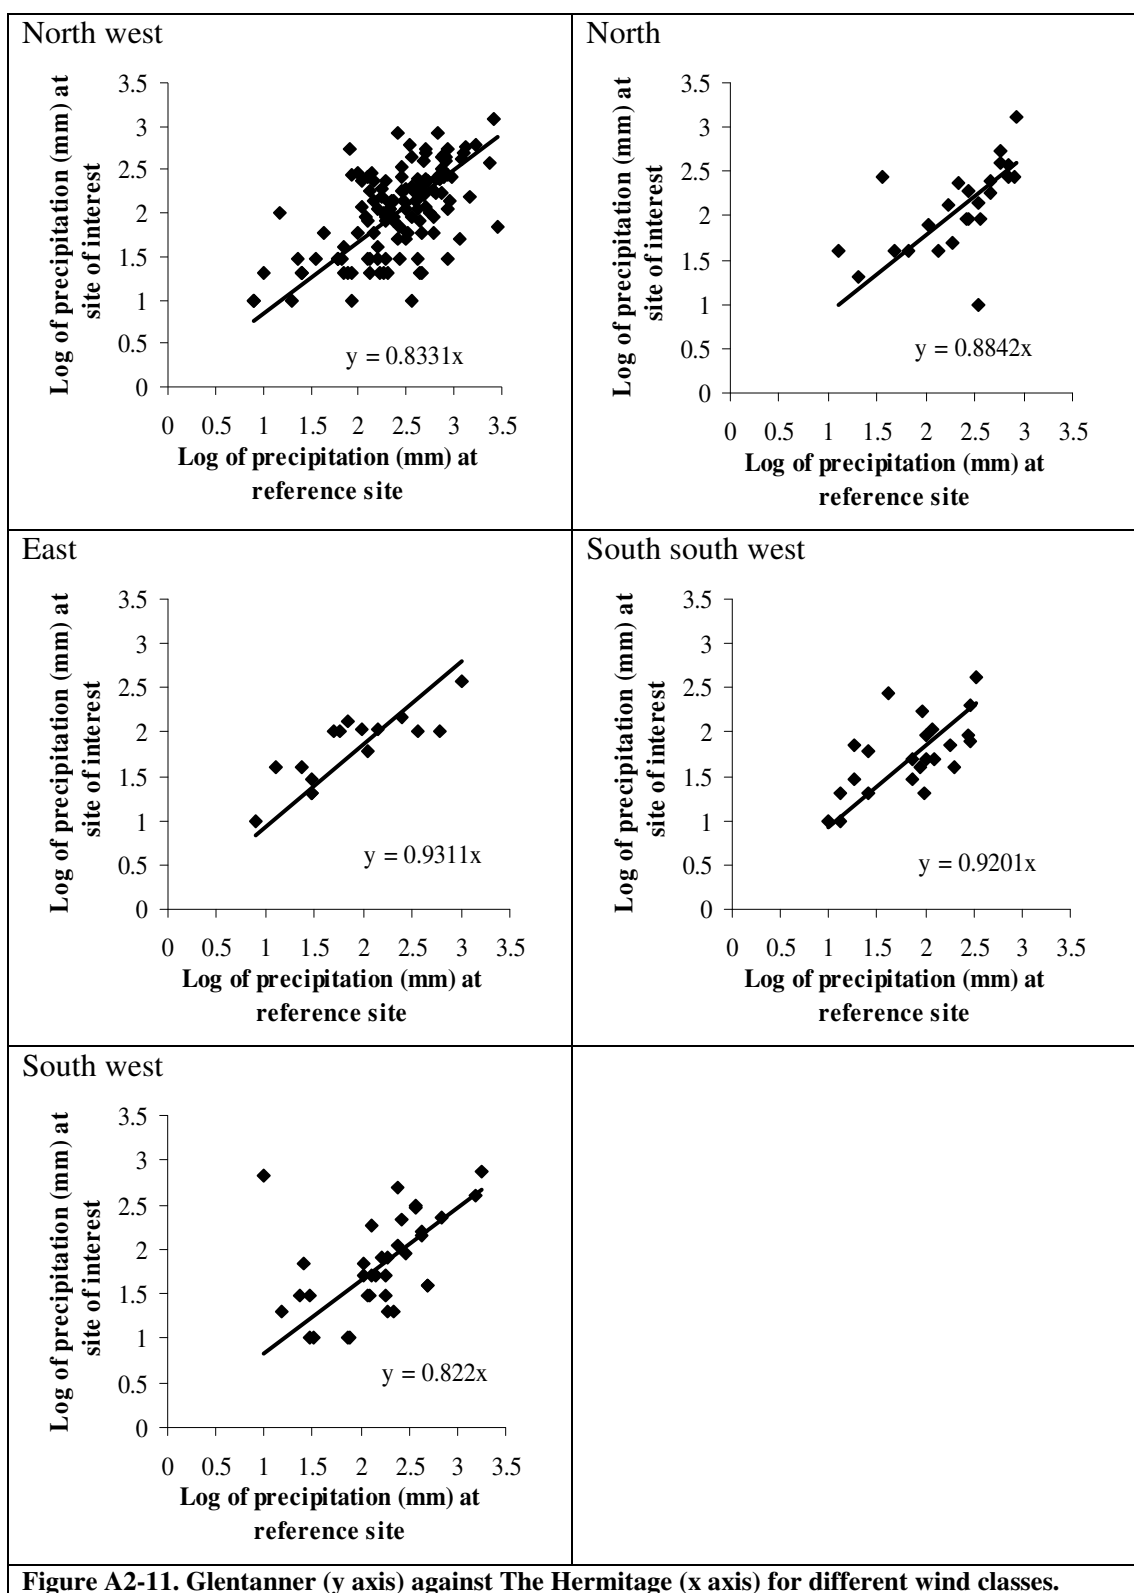 North west
Log of precipitation (mm) at
site of interest
3.5
3
2.5
2
1.5
1
0.5
0
y = 0.8331x
0 0.5 1 1.5 2 2.5 3 3.5
Log of precipitation (mm) at
reference site
North
Log of precipitation (mm) at
site of interest
3.5
3
2.5
2
1.5
1
0.5
0
y = 0.8842x
0 0.5 1 1.5 2 2.5 3 3.5
Log of precipitation (mm) at
reference site
East
Log of precipitation (mm) at
site of interest
3.5
3
2.5
2
1.5
1
0.5
0
y = 0.9311x
0 0.5 1 1.5 2 2.5 3 3.5
Log of precipitation (mm) at
reference site
South south west
Log of precipitation (mm) at
site of interest
3.5
3
2.5
2
1.5
1
0.5
0
y = 0.9201x
0 0.5 1 1.5 2 2.5 3 3.5
Log of precipitation (mm) at
reference site
South west
Log of precipitation (mm) at
site of interest
3.5
3
2.5
2
1.5
1
0.5
0
y = 0.822x
0 0.5 1 1.5 2 2.5 3 3.5
Log of precipitation (mm) at
reference site
Figure A2-11. Glentanner (y axis) against The Hermitage (x axis) for different wind classes.